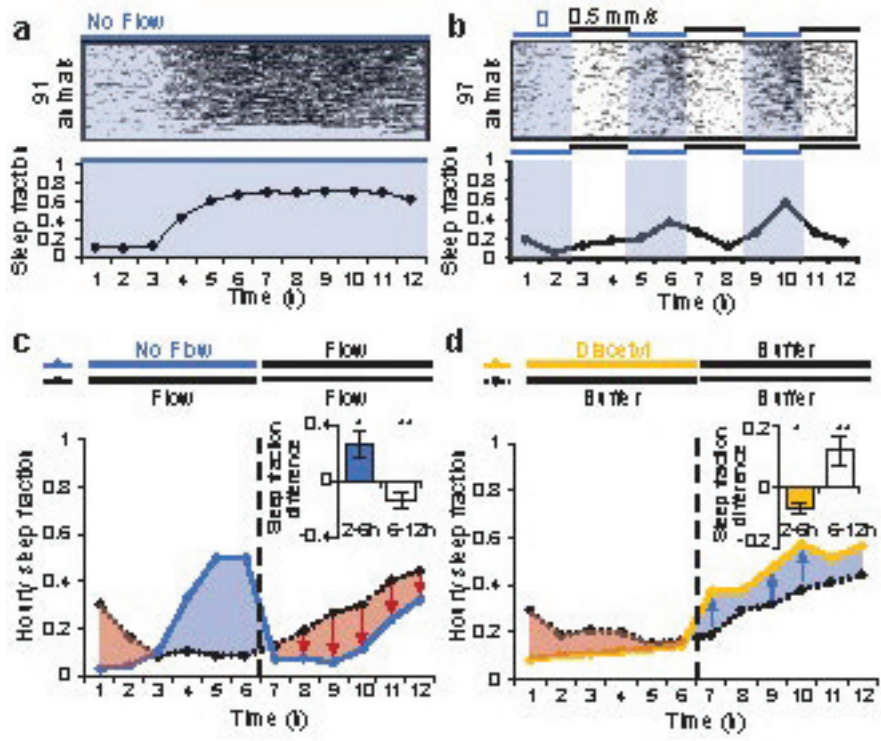 a
No Flow
91
animals
1
0.8
0.6
0.4
0.2
0
Sleep fraction
1 2 3 4 5 6 7 8 9 10 11 12
Time (h)
b
0 0.5 mm/s
97
animals
1
0.8
0.6
0.4
0.2
0
Sleep fraction
1 2 3 4 5 6 7 8 9 10 11 12
Time (h)
c
No Flow Flow
Flow Flow
1
0.8
0.6
0.4
0.2
0
Hourly sleep fraction
0.4
0
-0.4
Sleep fraction
difference
2-6h 6-12h
1 2 3 4 5 6 7 8 9 10 11 12
Time (h)
d
Diacetyl Buffer
Buffer Buffer
1
0.8
0.6
0.4
0.2
0
Hourly sleep fraction
0.2
0
-0.2
Sleep fraction
difference
2-6h 6-12h
1 2 3 4 5 6 7 8 9 10 11 12
Time (h)